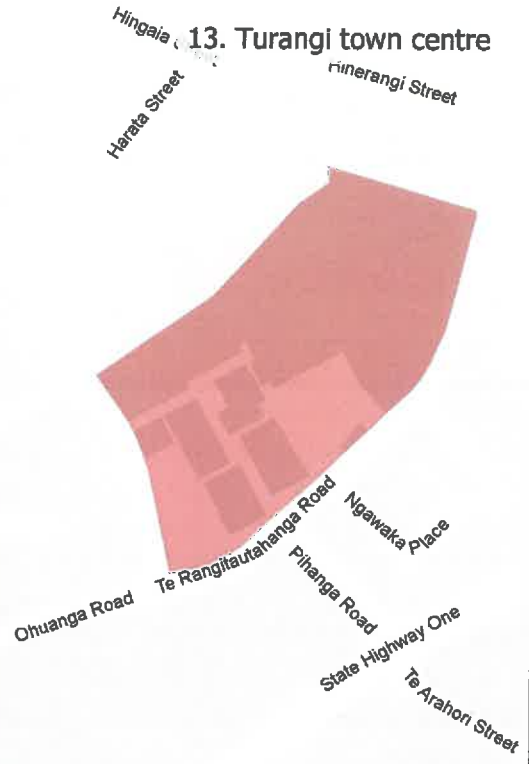 Hingaia
13. Turangi town centre
Hinerangi Street
Harata Street
Ngawaka Place
Te Rangitautahanga Road
Pihanga Road
Ohuanga Road
State Highway One
Te Arahori Street